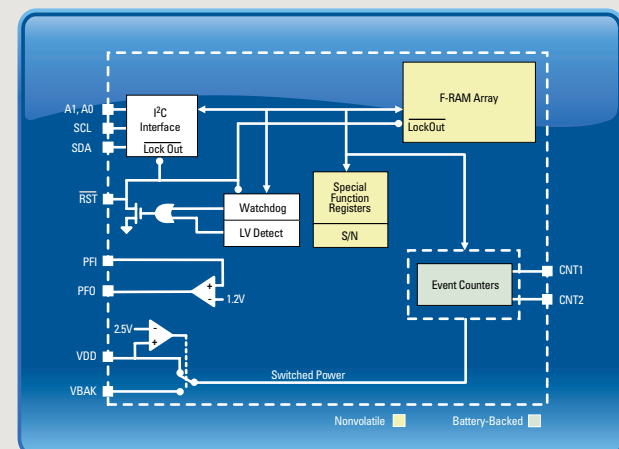 F-RAM Array
LockOut
A1, A0
SCL
SDA
I²C
Interface
Lock Out
RST
Watchdog
LV Detect
Special
Function
Registers
S/N
PFI
PFO
+
-
1.2V
Event Counters
CNT1
CNT2
2.5V
-
+
VDD
VBAK
Switched Power
Nonvolatile
Battery-Backed